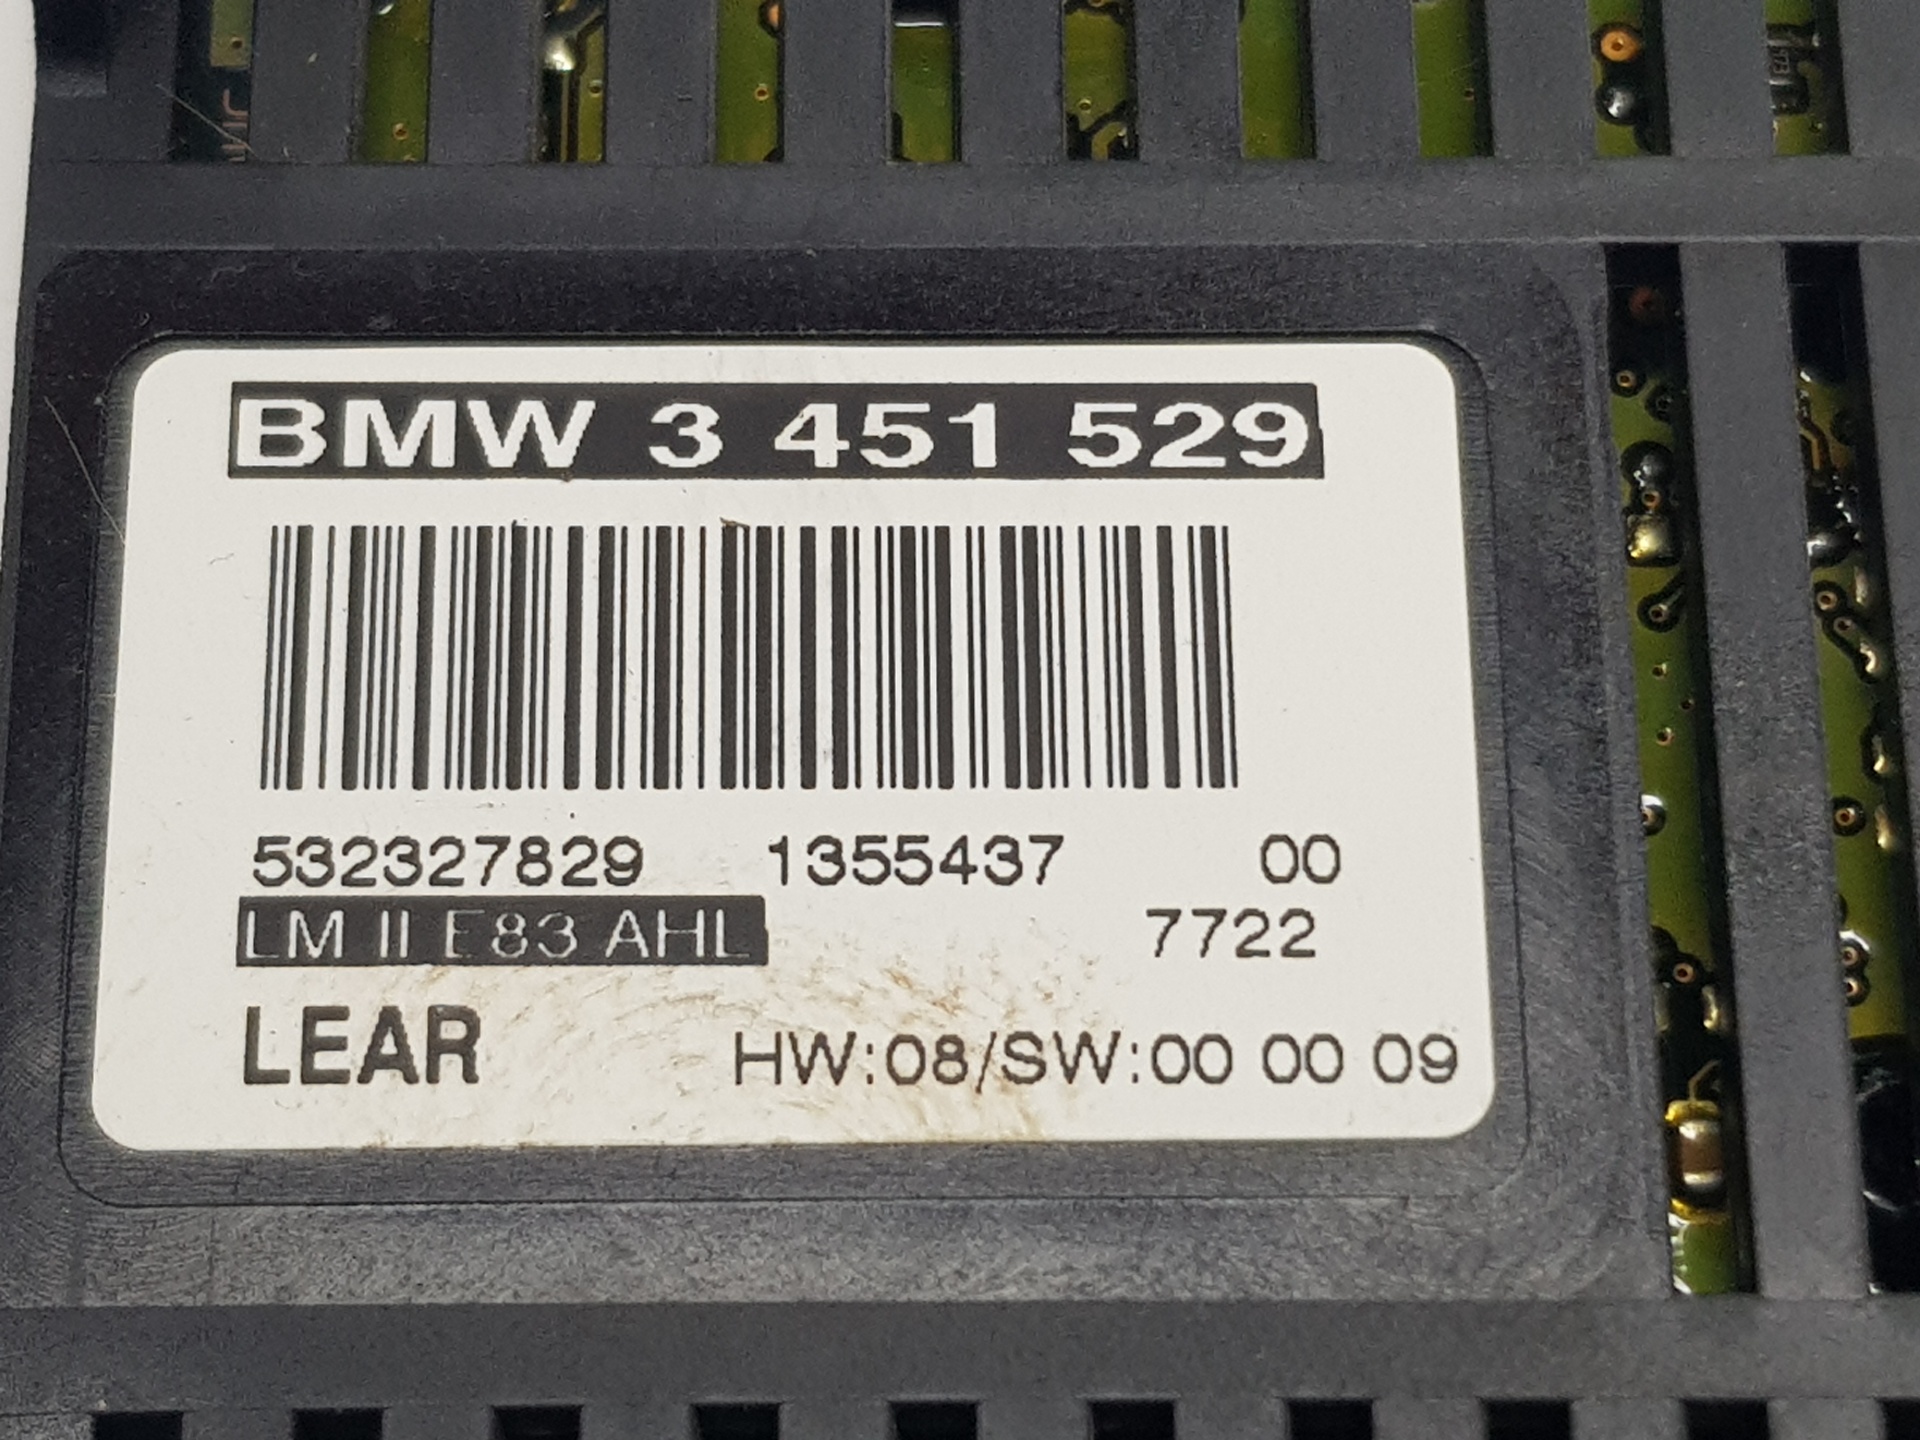 BMW 3 451 529
532327829 1355437 00
LM II E83 AHL 7722
LEAR HW:08/SW:00 00 09